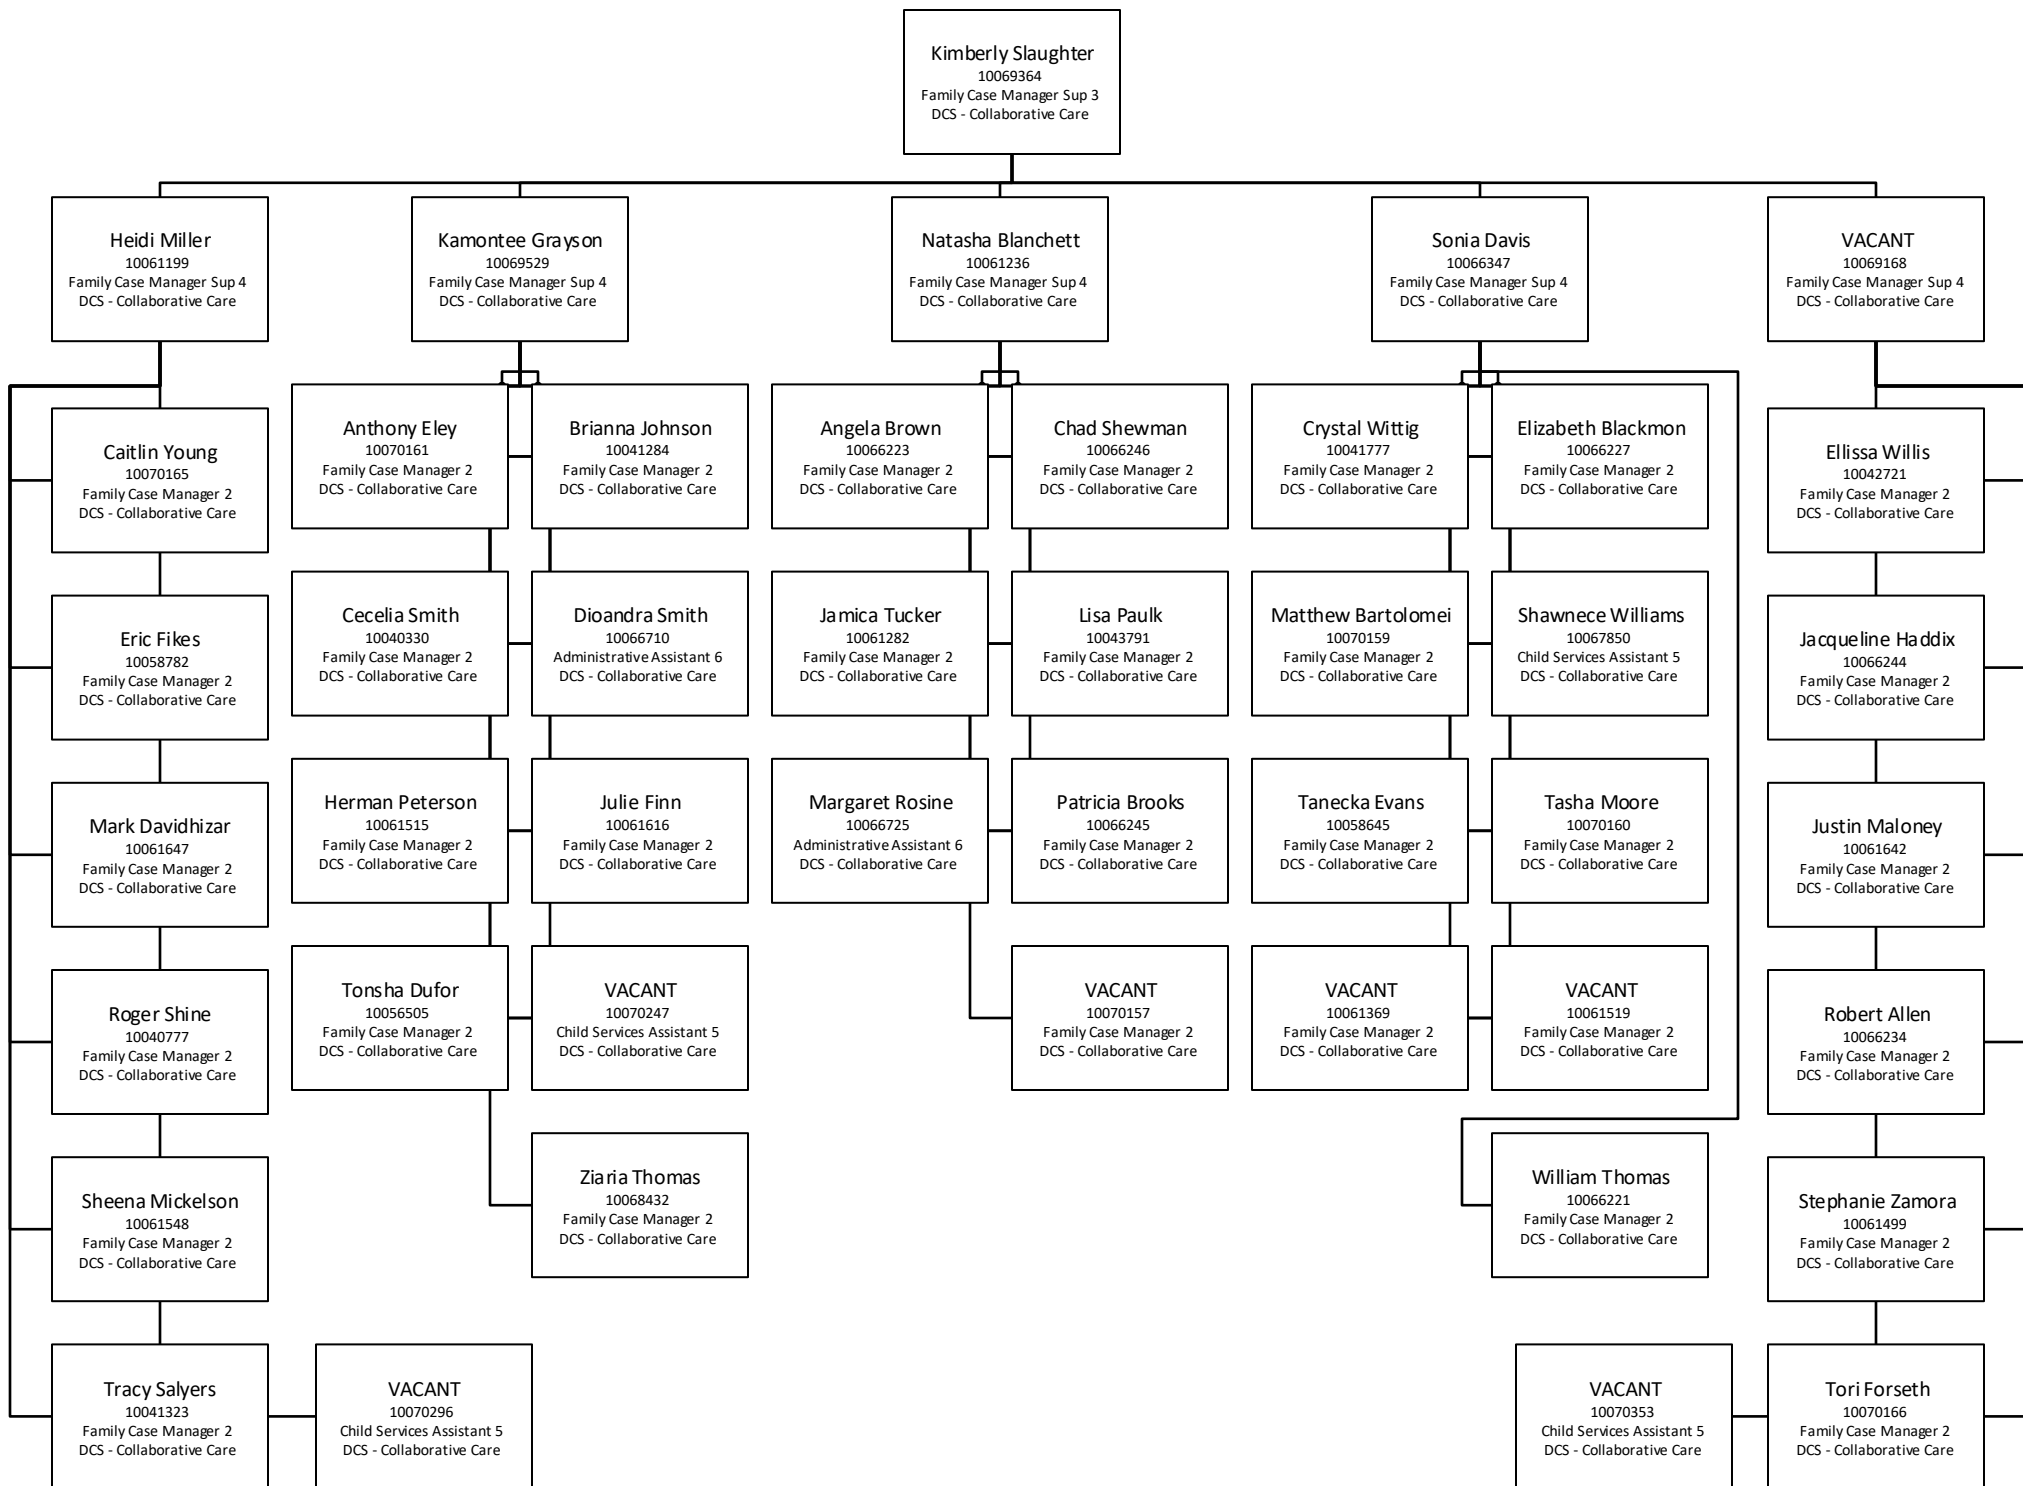 Kimberly Slaughter
10069364
Family Case Manager Sup 3
DCS - Collaborative Care
Heidi Miller
10061199
Family Case Manager Sup 4
DCS - Collaborative Care
Kamontee Grayson
10069529
Family Case Manager Sup 4
DCS - Collaborative Care
Natasha Blanchett
10061236
Family Case Manager Sup 4
DCS - Collaborative Care
Sonia Davis
10066347
Family Case Manager Sup 4
DCS - Collaborative Care
VACANT
10069168
Family Case Manager Sup 4
DCS - Collaborative Care
Caitlin Young
10070165
Family Case Manager 2
DCS - Collaborative Care
Eric Fikes
10058782
Family Case Manager 2
DCS - Collaborative Care
Mark Davidhizar
10061647
Family Case Manager 2
DCS - Collaborative Care
Roger Shine
10040777
Family Case Manager 2
DCS - Collaborative Care
Sheena Mickelson
10061548
Family Case Manager 2
DCS - Collaborative Care
Tracy Salyers
10041323
Family Case Manager 2
DCS - Collaborative Care
VACANT
10070296
Child Services Assistant 5
DCS - Collaborative Care
Anthony Eley
10070161
Family Case Manager 2
DCS - Collaborative Care
Brianna Johnson
10041284
Family Case Manager 2
DCS - Collaborative Care
Cecelia Smith
10040330
Family Case Manager 2
DCS - Collaborative Care
Dioandra Smith
10066710
Administrative Assistant 6
DCS - Collaborative Care
Herman Peterson
10061515
Family Case Manager 2
DCS - Collaborative Care
Julie Finn
10061616
Family Case Manager 2
DCS - Collaborative Care
Tonsha Dufor
10056505
Family Case Manager 2
DCS - Collaborative Care
VACANT
10070247
Child Services Assistant 5
DCS - Collaborative Care
Ziaria Thomas
10068432
Family Case Manager 2
DCS - Collaborative Care
Angela Brown
10066223
Family Case Manager 2
DCS - Collaborative Care
Chad Shewman
10066246
Family Case Manager 2
DCS - Collaborative Care
Jamica Tucker
10061282
Family Case Manager 2
DCS - Collaborative Care
Lisa Paulk
10043791
Family Case Manager 2
DCS - Collaborative Care
Margaret Rosine
10066725
Administrative Assistant 6
DCS - Collaborative Care
Patricia Brooks
10066245
Family Case Manager 2
DCS - Collaborative Care
VACANT
10070157
Family Case Manager 2
DCS - Collaborative Care
Crystal Wittig
10041777
Family Case Manager 2
DCS - Collaborative Care
Elizabeth Blackmon
10066227
Family Case Manager 2
DCS - Collaborative Care
Matthew Bartolomei
10070159
Family Case Manager 2
DCS - Collaborative Care
Shawnece Williams
10067850
Child Services Assistant 5
DCS - Collaborative Care
Tanecka Evans
10058645
Family Case Manager 2
DCS - Collaborative Care
Tasha Moore
10070160
Family Case Manager 2
DCS - Collaborative Care
VACANT
10061369
Family Case Manager 2
DCS - Collaborative Care
VACANT
10061519
Family Case Manager 2
DCS - Collaborative Care
William Thomas
10066221
Family Case Manager 2
DCS - Collaborative Care
Ellissa Willis
10042721
Family Case Manager 2
DCS - Collaborative Care
Jacqueline Haddix
10066244
Family Case Manager 2
DCS - Collaborative Care
Justin Maloney
10061642
Family Case Manager 2
DCS - Collaborative Care
Robert Allen
10066234
Family Case Manager 2
DCS - Collaborative Care
Stephanie Zamora
10061499
Family Case Manager 2
DCS - Collaborative Care
VACANT
10070353
Child Services Assistant 5
DCS - Collaborative Care
Tori Forseth
10070166
Family Case Manager 2
DCS - Collaborative Care